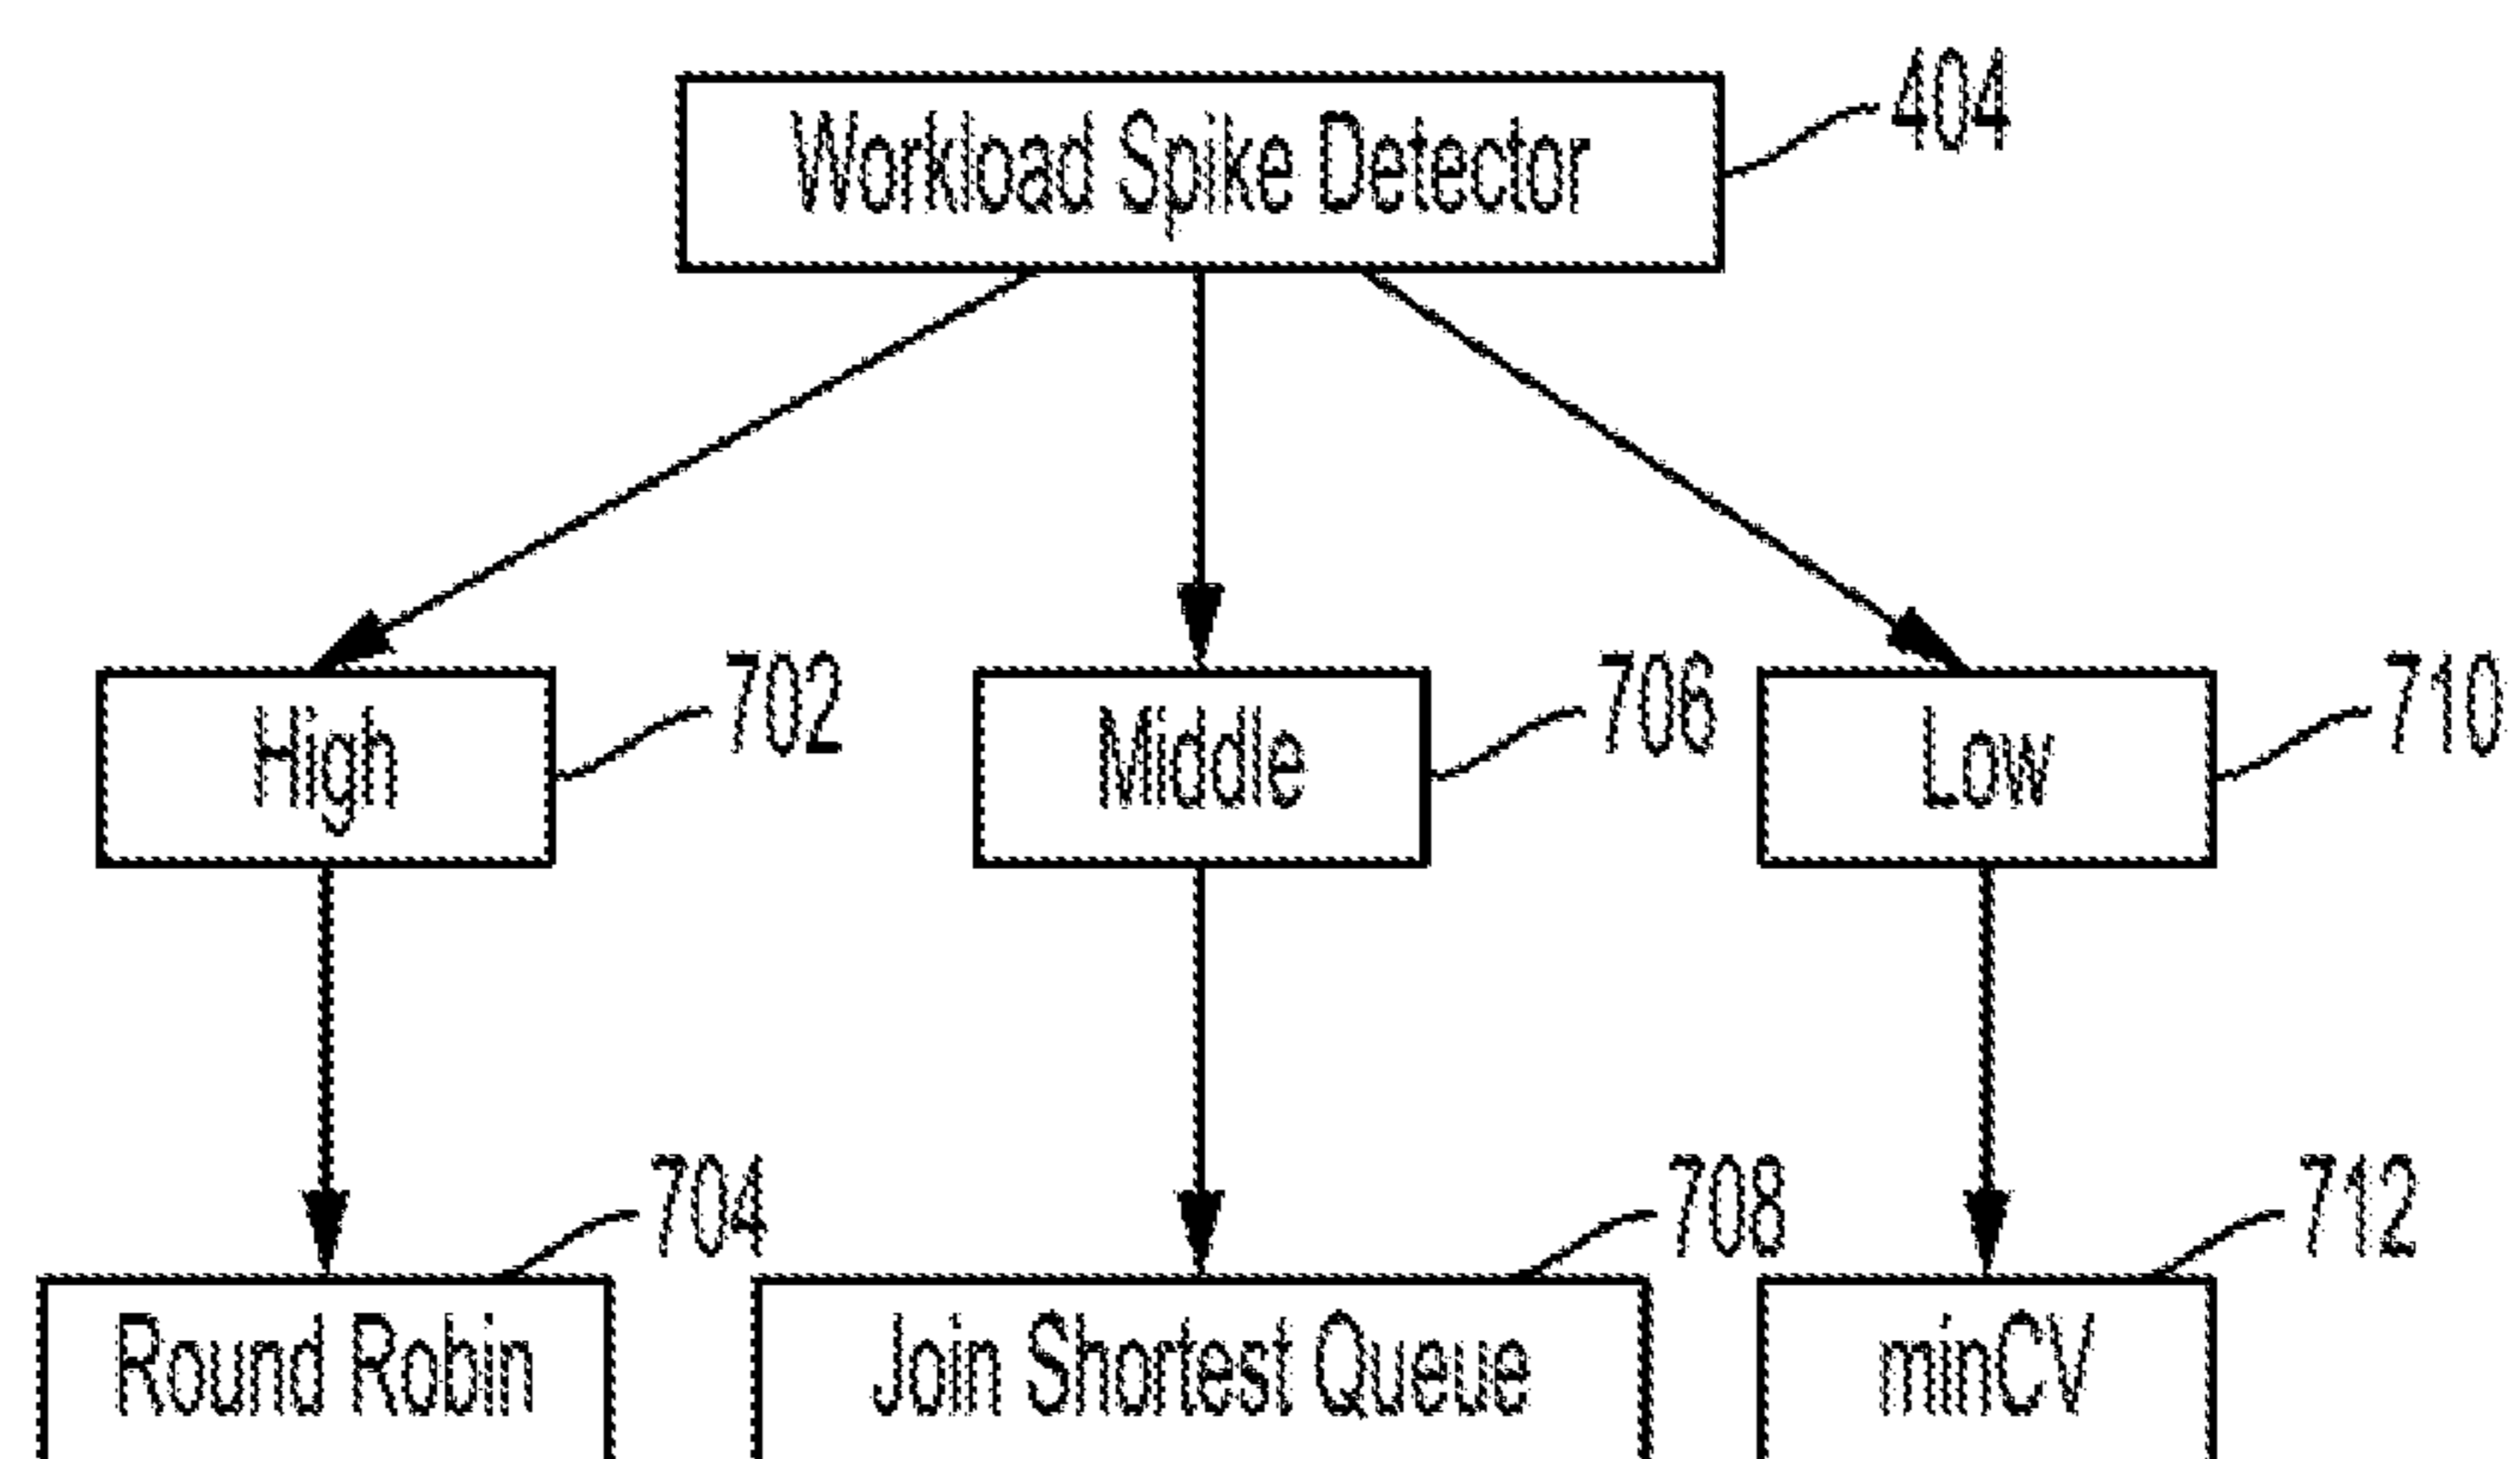 Workload Spike Detector
404
High
702
Middle
706
Low
710
704
708
712
Round Robin
Join Shortest Queue
minCV